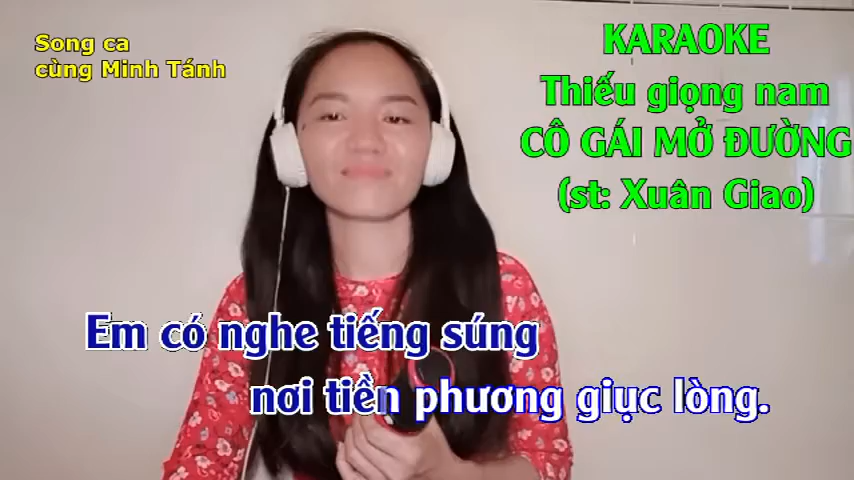 Song ca
cùng Minh Tánh
KARAOKE
Thiếu giọng nam
CÔ GÁI MỞ ĐƯỜNG
(st: Xuân Giao)
Em có nghe tiếng súng
nơi tiền phương giục lòng.